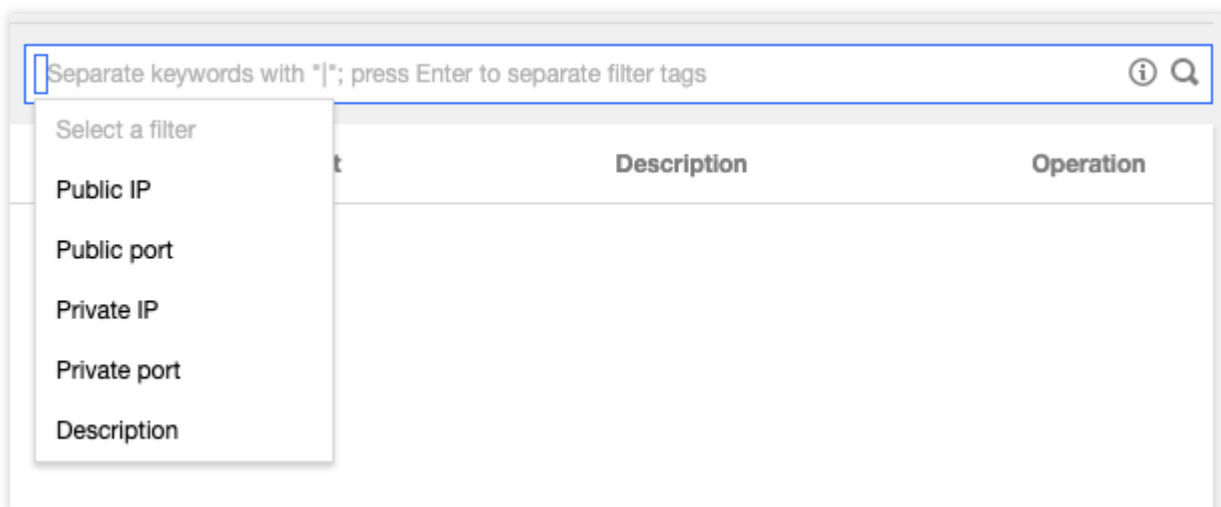 Separate keywords with "|"; press Enter to separate filter tags
Select a filter
t Description Operation
Public IP
Public port
Private IP
Private port
Description